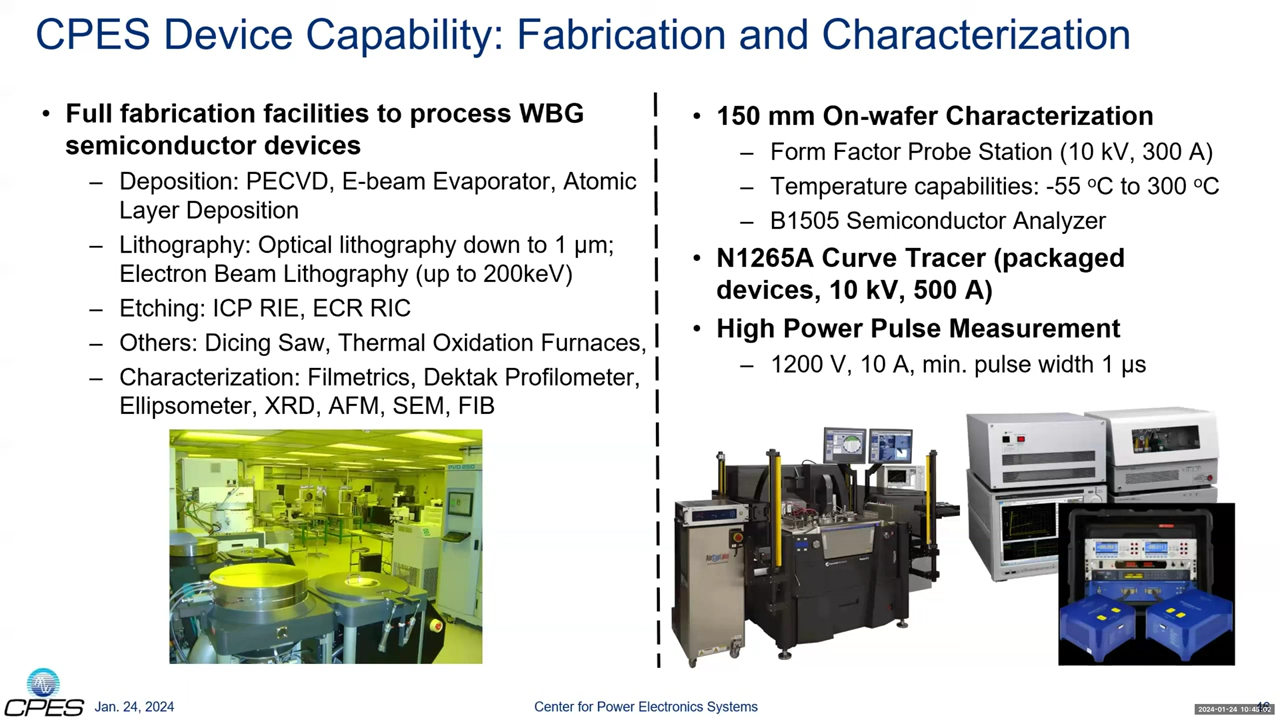 CPES Device Capability: Fabrication and Characterization
• Full fabrication facilities to process WBG
semiconductor devices
– Deposition: PECVD, E-beam Evaporator, Atomic
Layer Deposition
– Lithography: Optical lithography down to 1 μm;
Electron Beam Lithography (up to 200keV)
– Etching: ICP RIE, ECR RIC
– Others: Dicing Saw, Thermal Oxidation Furnaces,
– Characterization: Filmetrics, Dektak Profilometer,
Ellipsometer, XRD, AFM, SEM, FIB
• 150 mm On-wafer Characterization
– Form Factor Probe Station (10 kV, 300 A)
– Temperature capabilities: -55 ºC to 300 ºC
– B1505 Semiconductor Analyzer
• N1265A Curve Tracer (packaged
devices, 10 kV, 500 A)
• High Power Pulse Measurement
– 1200 V, 10 A, min. pulse width 1 μs
CPES
Jan. 24, 2024
Center for Power Electronics Systems
2024-01-24 10:45:02